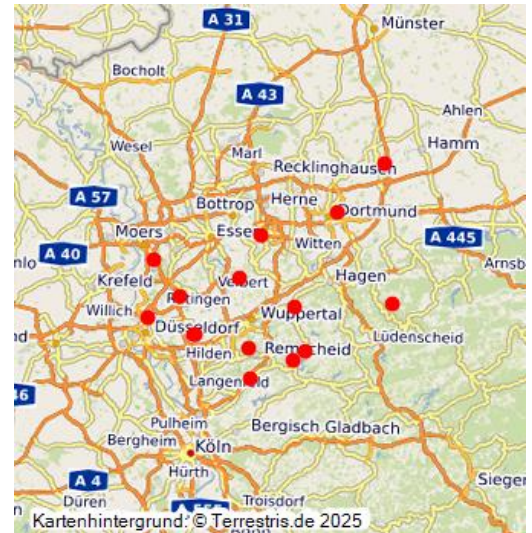 Münster
A 31
Bocholt
A 43
Ahlen
Wesel
Marl
Hamm
Recklinghausen
A 57
Bottrop
Herne
Dortmund
Moers
Essen
Witten
A 445
A 40
Arnsb
nlo
Krefeld
Velbert
Hagen
Willich
Ratingen
Wuppertal
Düsseldorf
Lüdenscheid
Hilden
Remscheid
Langenfeld
46
Pulheim
Bergisch Gladbach
Bergheim
Köln
Hürth
Siegen
A 4
Düren
Troisdorf
Bonn
Kartenhintergrund: © Terrestris.de 2025